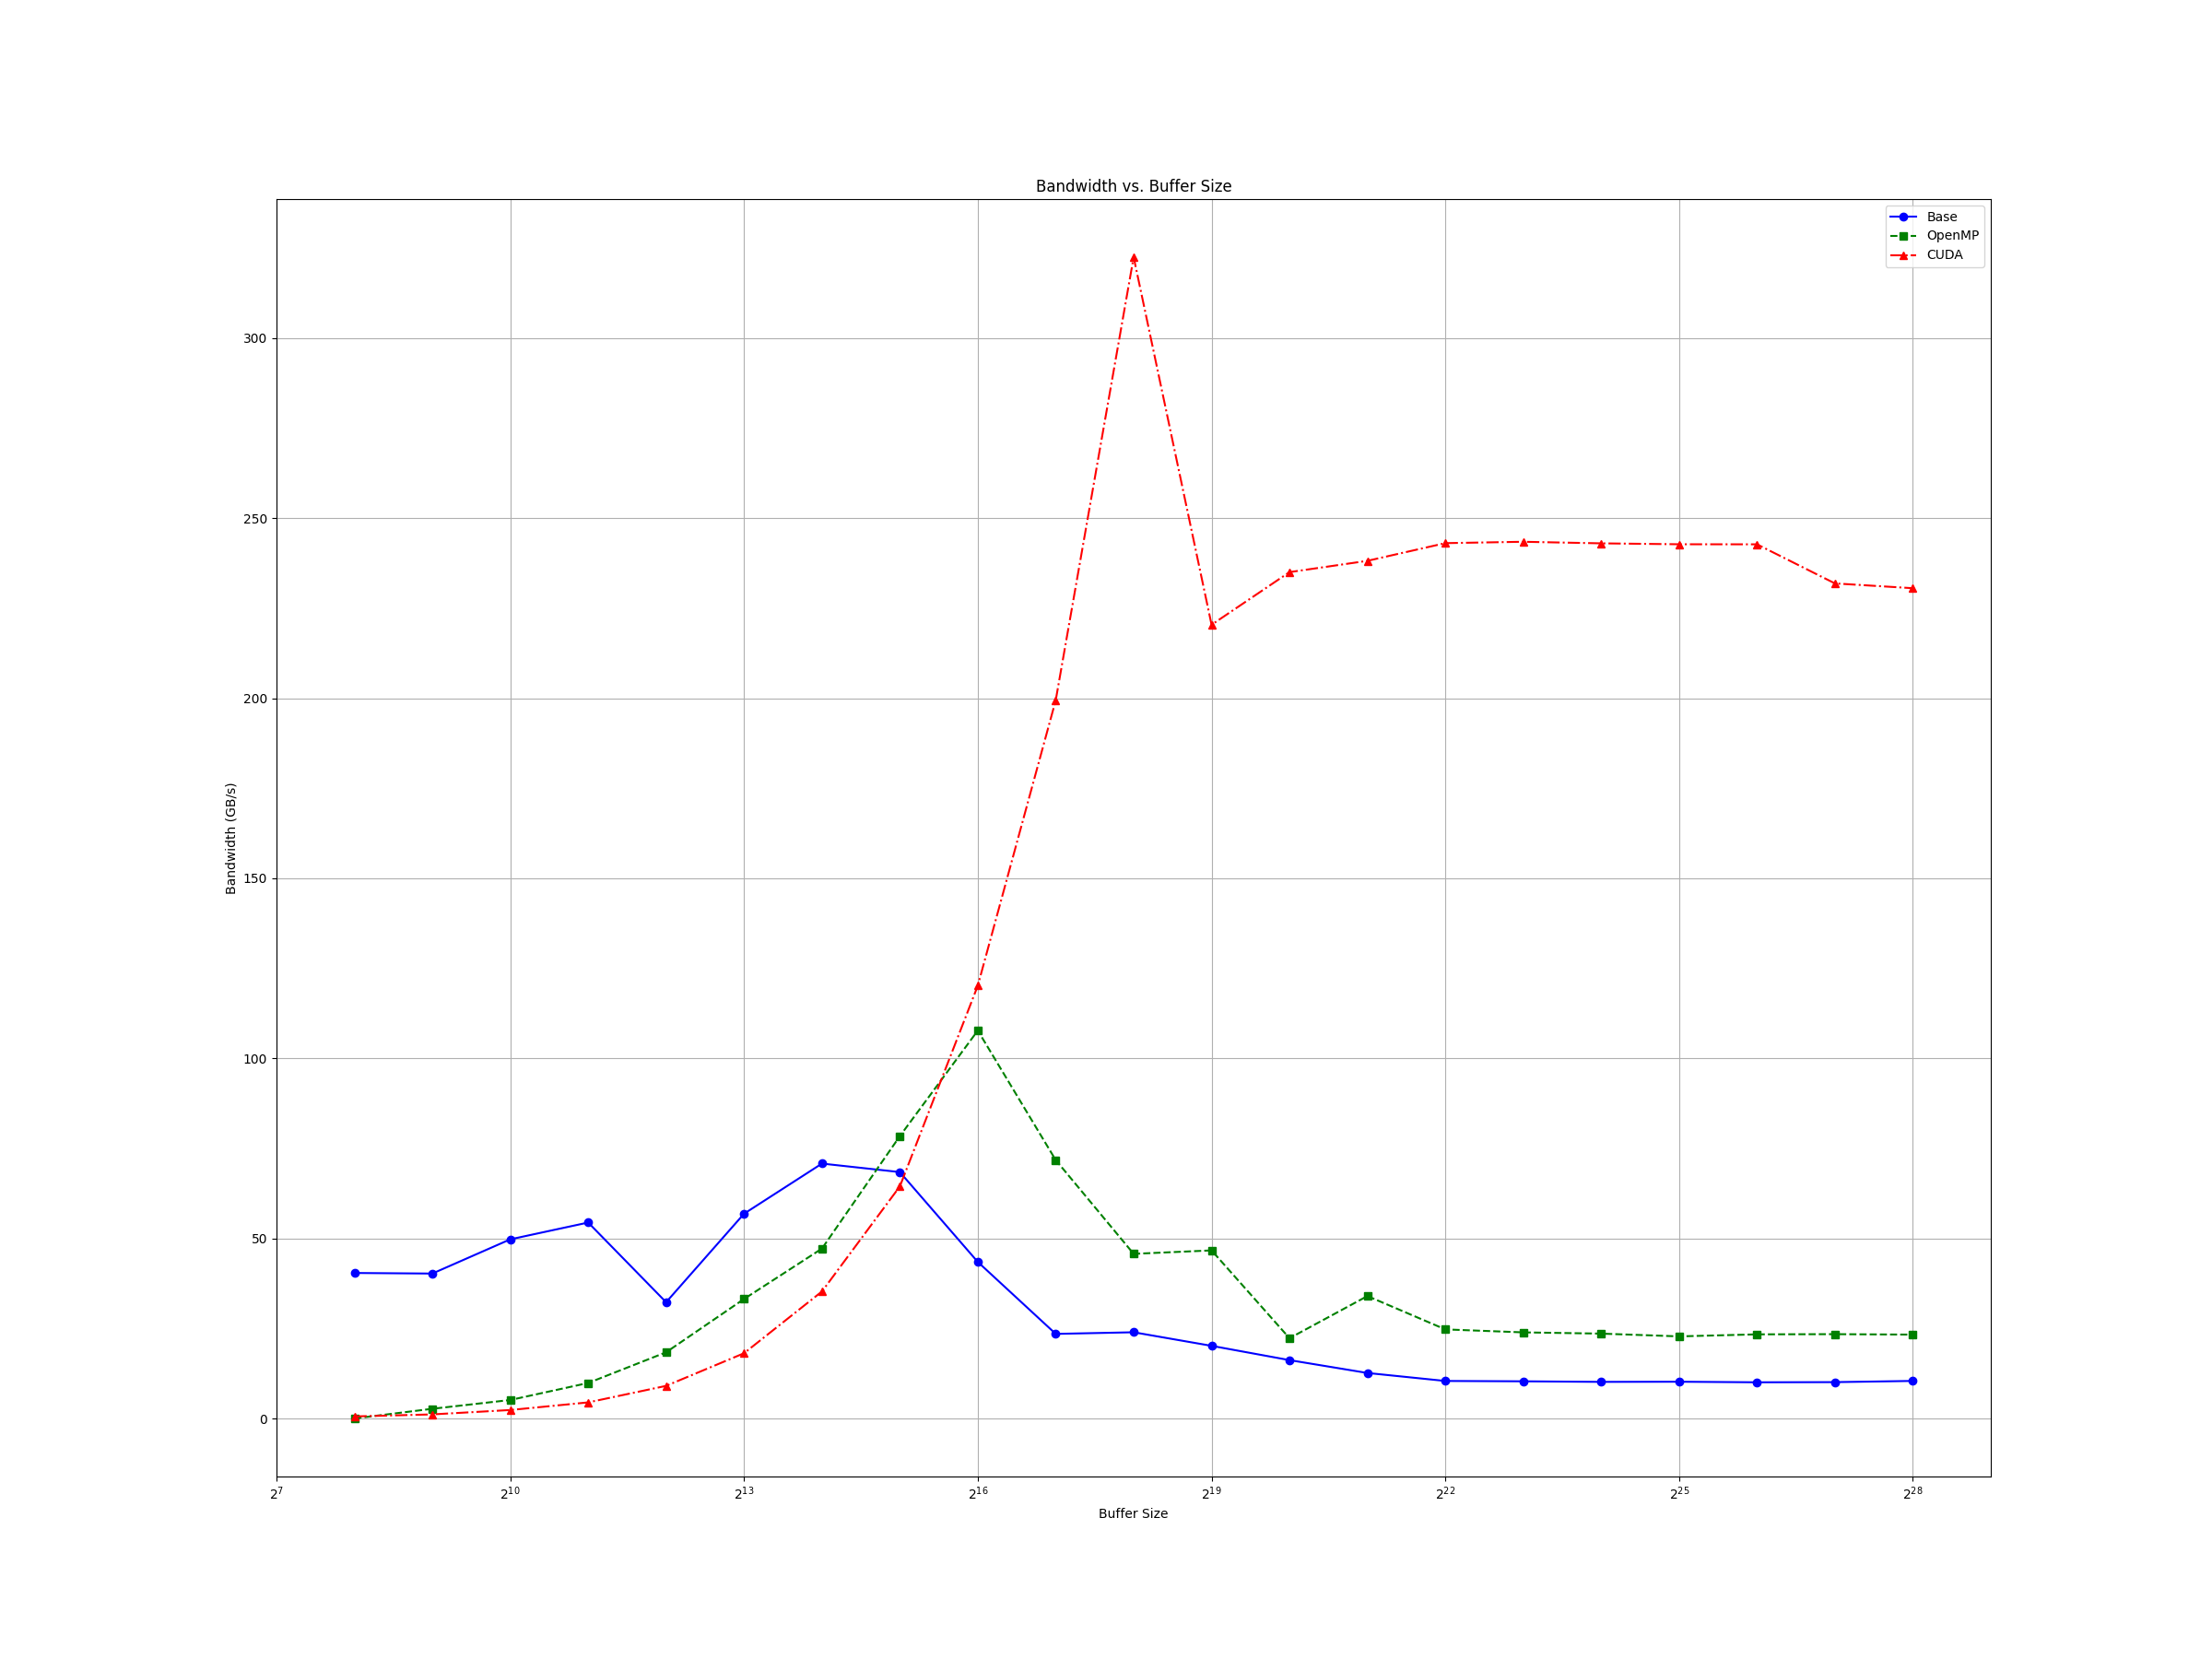 Bandwidth vs. Buffer Size
Base
OpenMP
CUDA
300
250
200
150
100
50
0
Bandwidth (GB/s)
2^7 2^10 2^13 2^16 2^19 2^22 2^25 2^28
Buffer Size